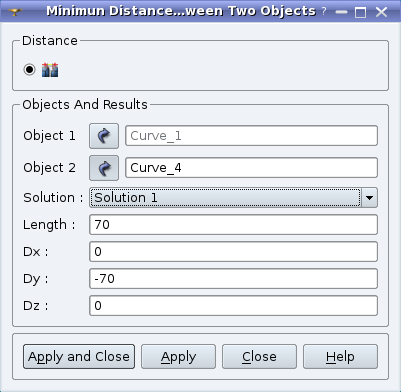 Minimun Distance...ween Two Objects ?
Distance
Objects And Results
Object 1 Curve_1
Object 2 Curve_4
Solution : Solution 1
Length : 70
Dx : 0
Dy : -70
Dz : 0
Apply and Close Apply Close Help